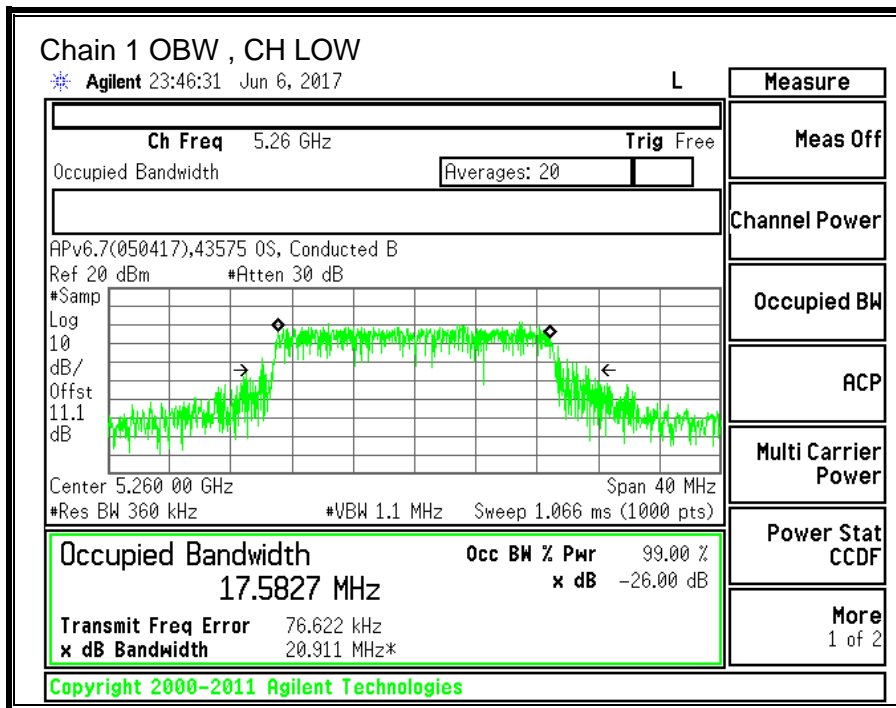 Chain 1 OBW , CH LOW
Agilent 23:46:31 Jun 6, 2017 L
Measure
Ch Freq 5.26 GHz Trig Free
Occupied Bandwidth Averages: 20
APv6.7(050417),43575 OS, Conducted B
Ref 20 dBm #Atten 30 dB
#Samp
Log
10
dB/
Offst
11.1
dB
Center 5.260 00 GHz Span 40 MHz
#Res BW 360 kHz #VBW 1.1 MHz Sweep 1.066 ms (1000 pts)
Occupied Bandwidth Occ BW % Pwr 99.00 %
17.5827 MHz x dB -26.00 dB
Transmit Freq Error 76.622 kHz
x dB Bandwidth 20.911 MHz*
Copyright 2000-2011 Agilent Technologies
Meas Off
Channel Power
Occupied BW
ACP
Multi Carrier
Power
Power Stat
CCDF
More
1 of 2